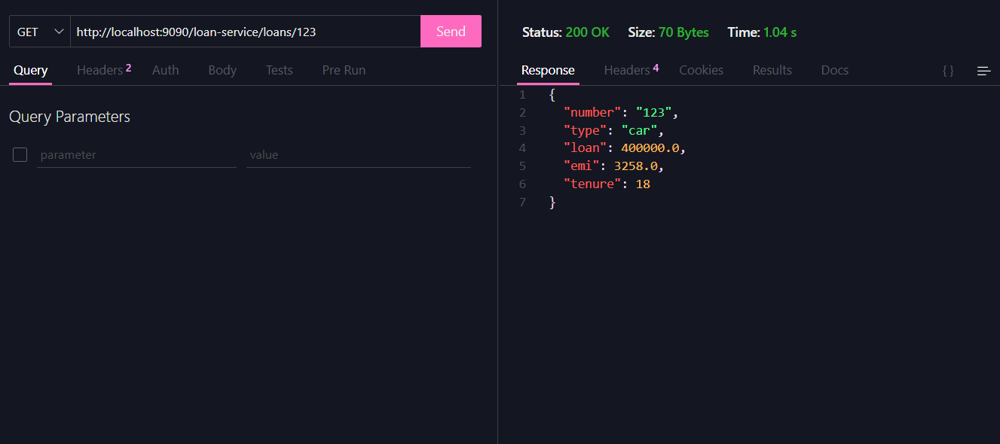 GET http://localhost:9090/loan-service/loans/123 Send
Query Headers 2 Auth Body Tests Pre Run
Query Parameters
parameter value
Status: 200 OK Size: 70 Bytes Time: 1.04 s
Response Headers 4 Cookies Results Docs { }
1 {
2 "number": "123",
3 "type": "car",
4 "loan": 400000.0,
5 "emi": 3258.0,
6 "tenure": 18
7 }